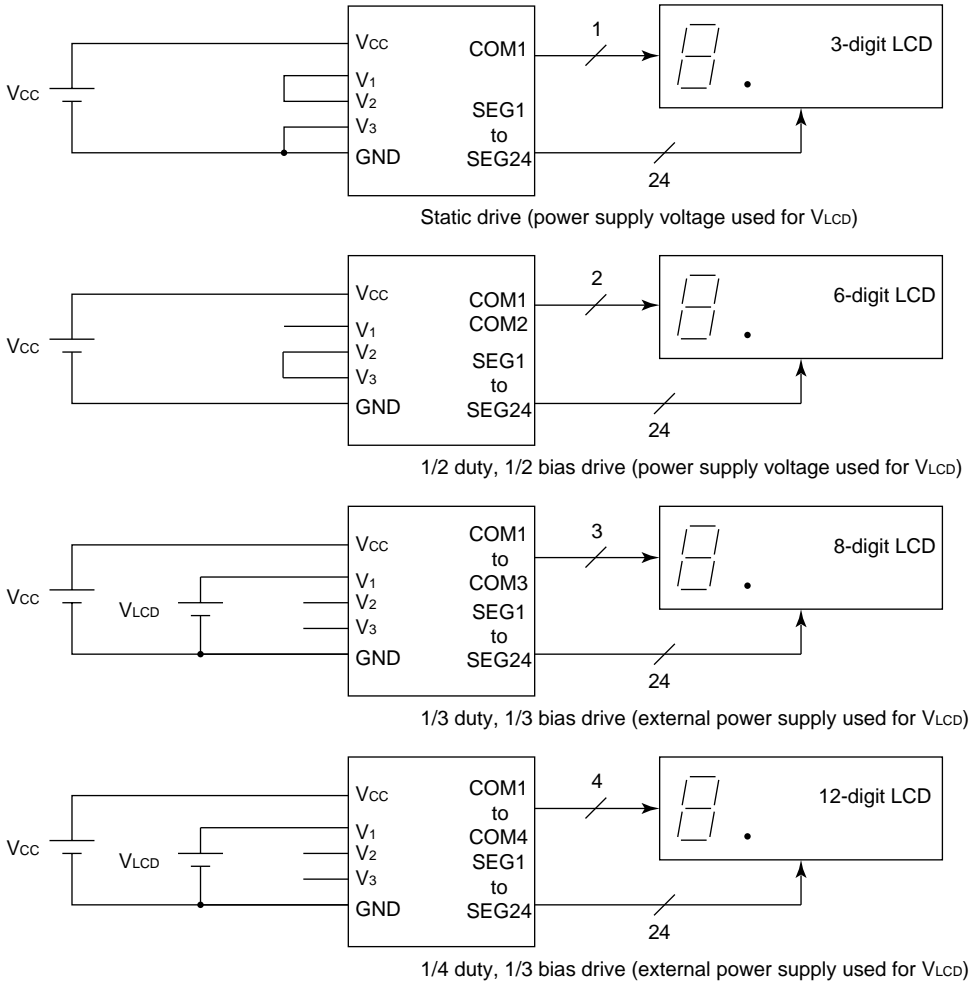 VCC
VCC
V1
V2
V3
GND
COM1
SEG1
to
SEG24
1
24
3-digit LCD
Static drive (power supply voltage used for VLCD)
VCC
VCC
V1
V2
V3
GND
COM1
COM2
SEG1
to
SEG24
2
24
6-digit LCD
1/2 duty, 1/2 bias drive (power supply voltage used for VLCD)
VCC
VLCD
VCC
V1
V2
V3
GND
COM1
to
COM3
SEG1
to
SEG24
3
24
8-digit LCD
1/3 duty, 1/3 bias drive (external power supply used for VLCD)
VCC
VLCD
VCC
V1
V2
V3
GND
COM1
to
COM4
SEG1
to
SEG24
4
24
12-digit LCD
1/4 duty, 1/3 bias drive (external power supply used for VLCD)